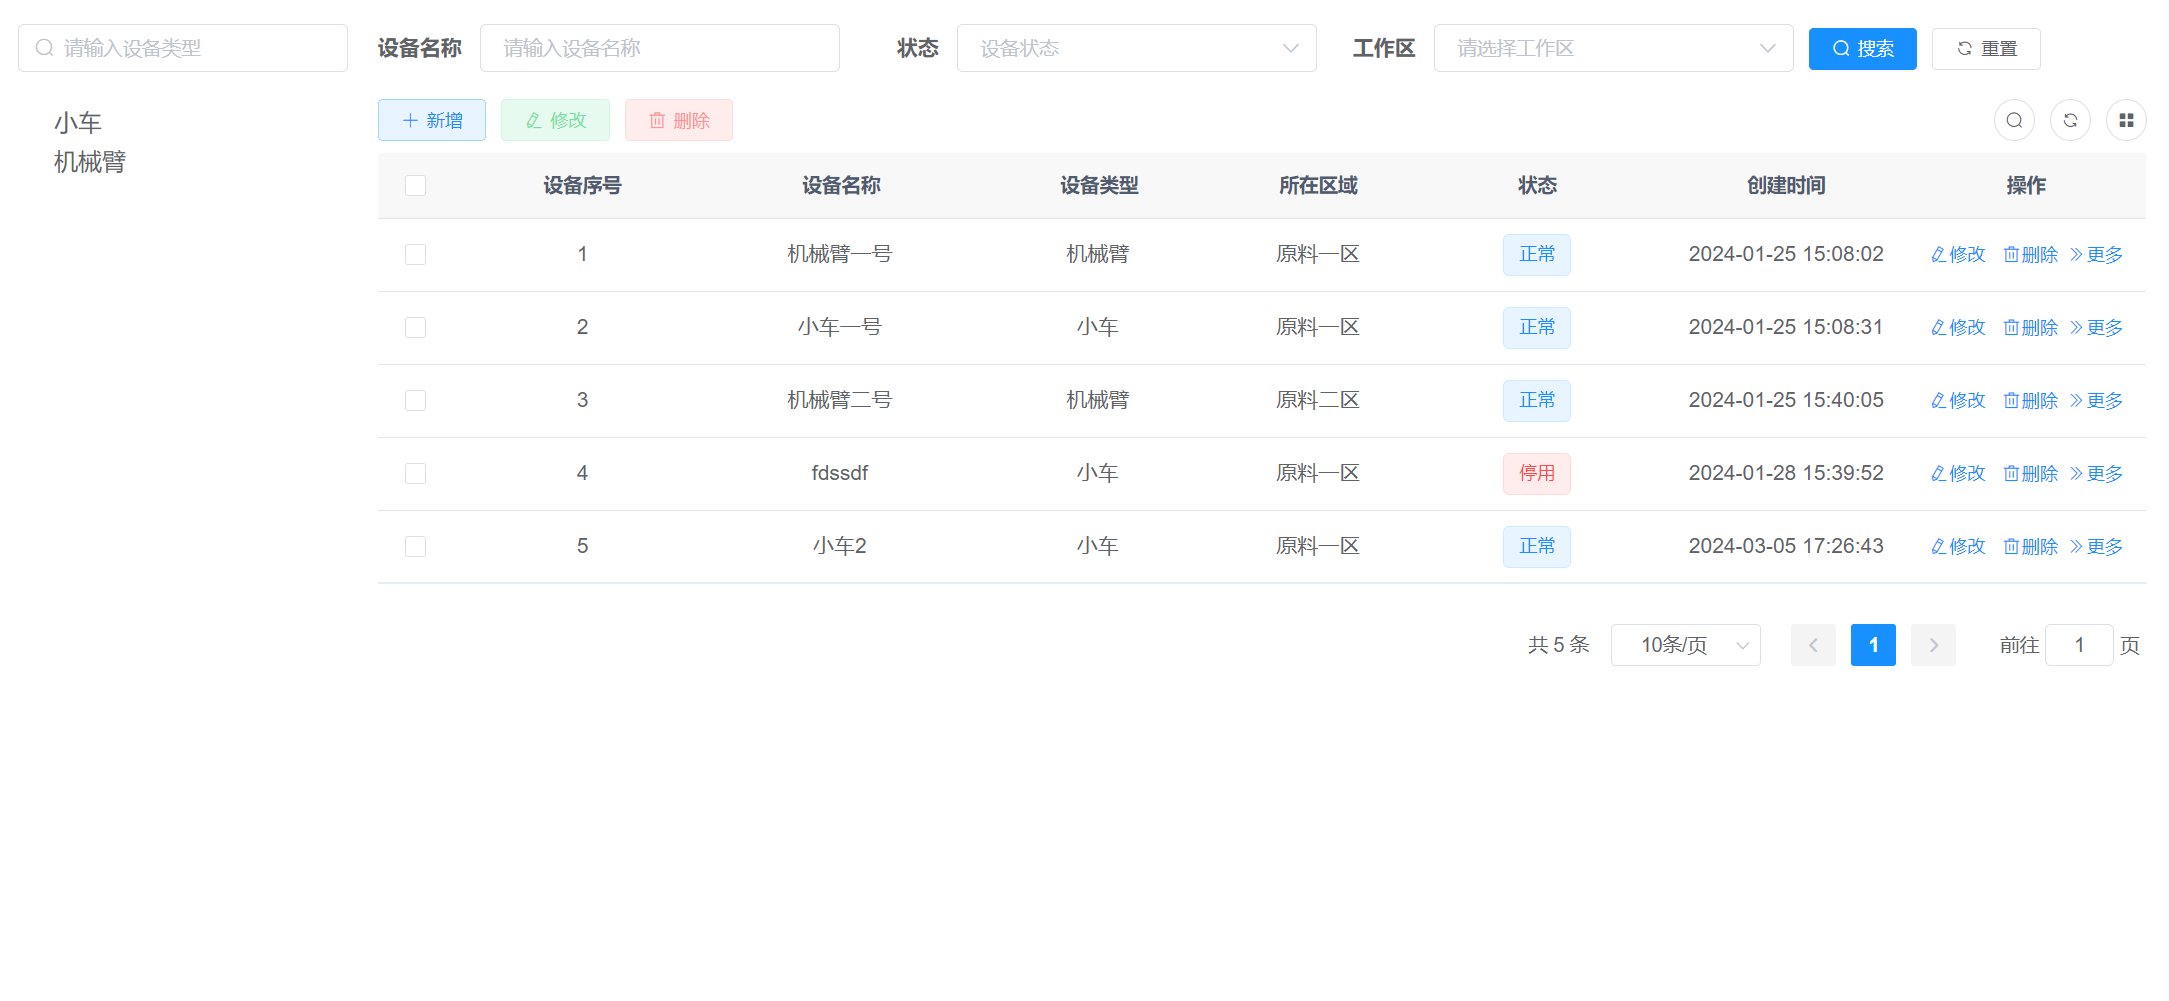 请输入设备类型 设备名称 请输入设备名称 状态 设备状态 工作区 请选择工作区 搜索 重置
小车
机械臂
新增 修改 删除
设备序号 设备名称 设备类型 所在区域 状态 创建时间 操作
1 机械臂一号 机械臂 原料一区 正常 2024-01-25 15:08:02 修改 删除 更多
2 小车一号 小车 原料一区 正常 2024-01-25 15:08:31 修改 删除 更多
3 机械臂二号 机械臂 原料二区 正常 2024-01-25 15:40:05 修改 删除 更多
4 fdssdf 小车 原料一区 停用 2024-01-28 15:39:52 修改 删除 更多
5 小车2 小车 原料一区 正常 2024-03-05 17:26:43 修改 删除 更多
共 5 条 10条/页 1 前往 1 页